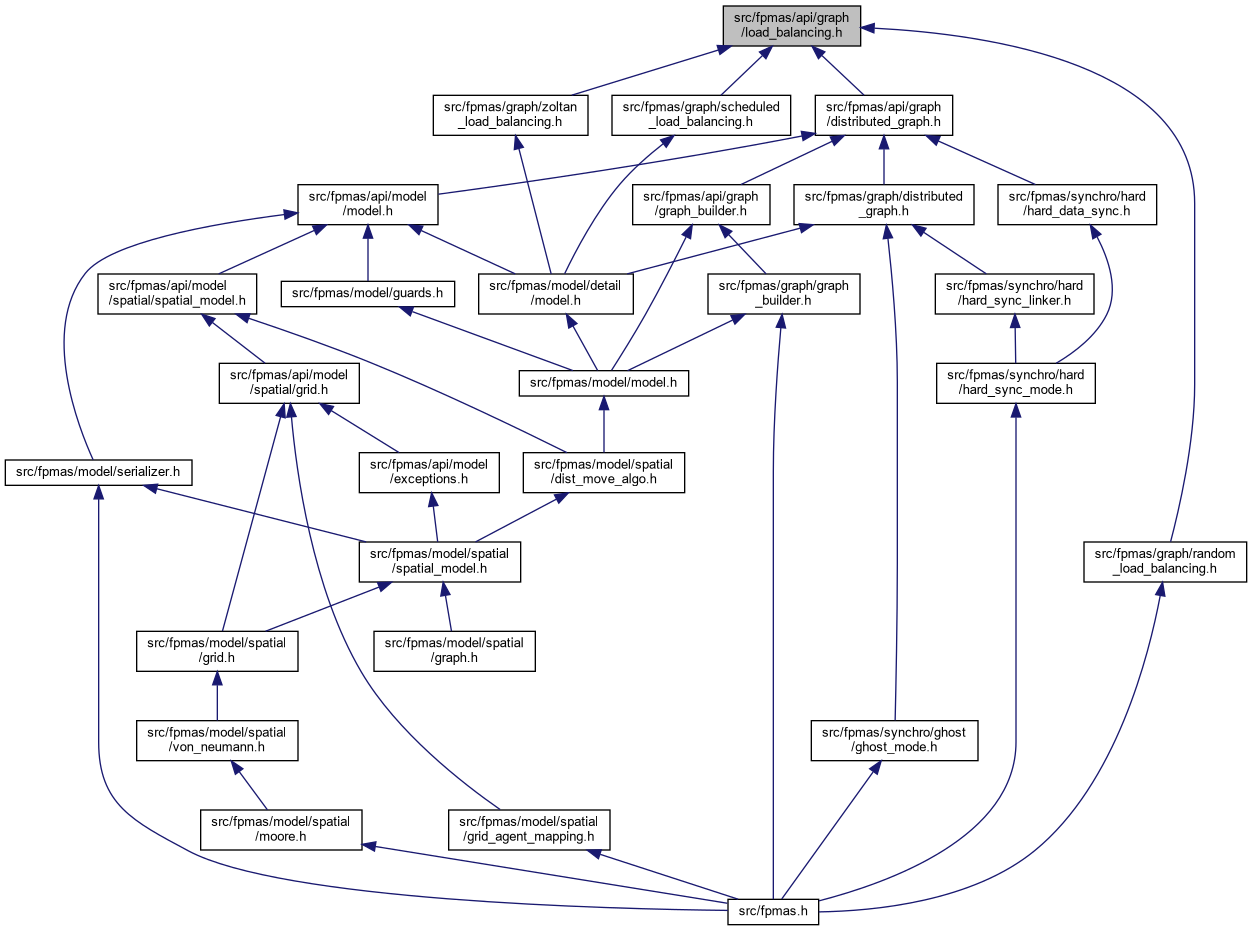 src/fpmas/api/graph
/load_balancing.h
src/fpmas/graph/zoltan
_load_balancing.h
src/fpmas/graph/scheduled
_load_balancing.h
src/fpmas/api/graph
/distributed_graph.h
src/fpmas/api/model
/model.h
src/fpmas/api/graph
/graph_builder.h
src/fpmas/graph/distributed
_graph.h
src/fpmas/synchro/hard
/hard_data_sync.h
src/fpmas/api/model
/spatial/spatial_model.h
src/fpmas/model/guards.h
src/fpmas/model/detail
/model.h
src/fpmas/graph/graph
_builder.h
src/fpmas/synchro/hard
/hard_sync_linker.h
src/fpmas/api/model
/spatial/grid.h
src/fpmas/model/model.h
src/fpmas/synchro/hard
/hard_sync_mode.h
src/fpmas/model/serializer.h
src/fpmas/api/model
/exceptions.h
src/fpmas/model/spatial
/dist_move_algo.h
src/fpmas/model/spatial
/spatial_model.h
src/fpmas/graph/random
_load_balancing.h
src/fpmas/model/spatial
/grid.h
src/fpmas/model/spatial
/graph.h
src/fpmas/model/spatial
/von_neumann.h
src/fpmas/synchro/ghost
/ghost_mode.h
src/fpmas/model/spatial
/moore.h
src/fpmas/model/spatial
/grid_agent_mapping.h
src/fpmas.h